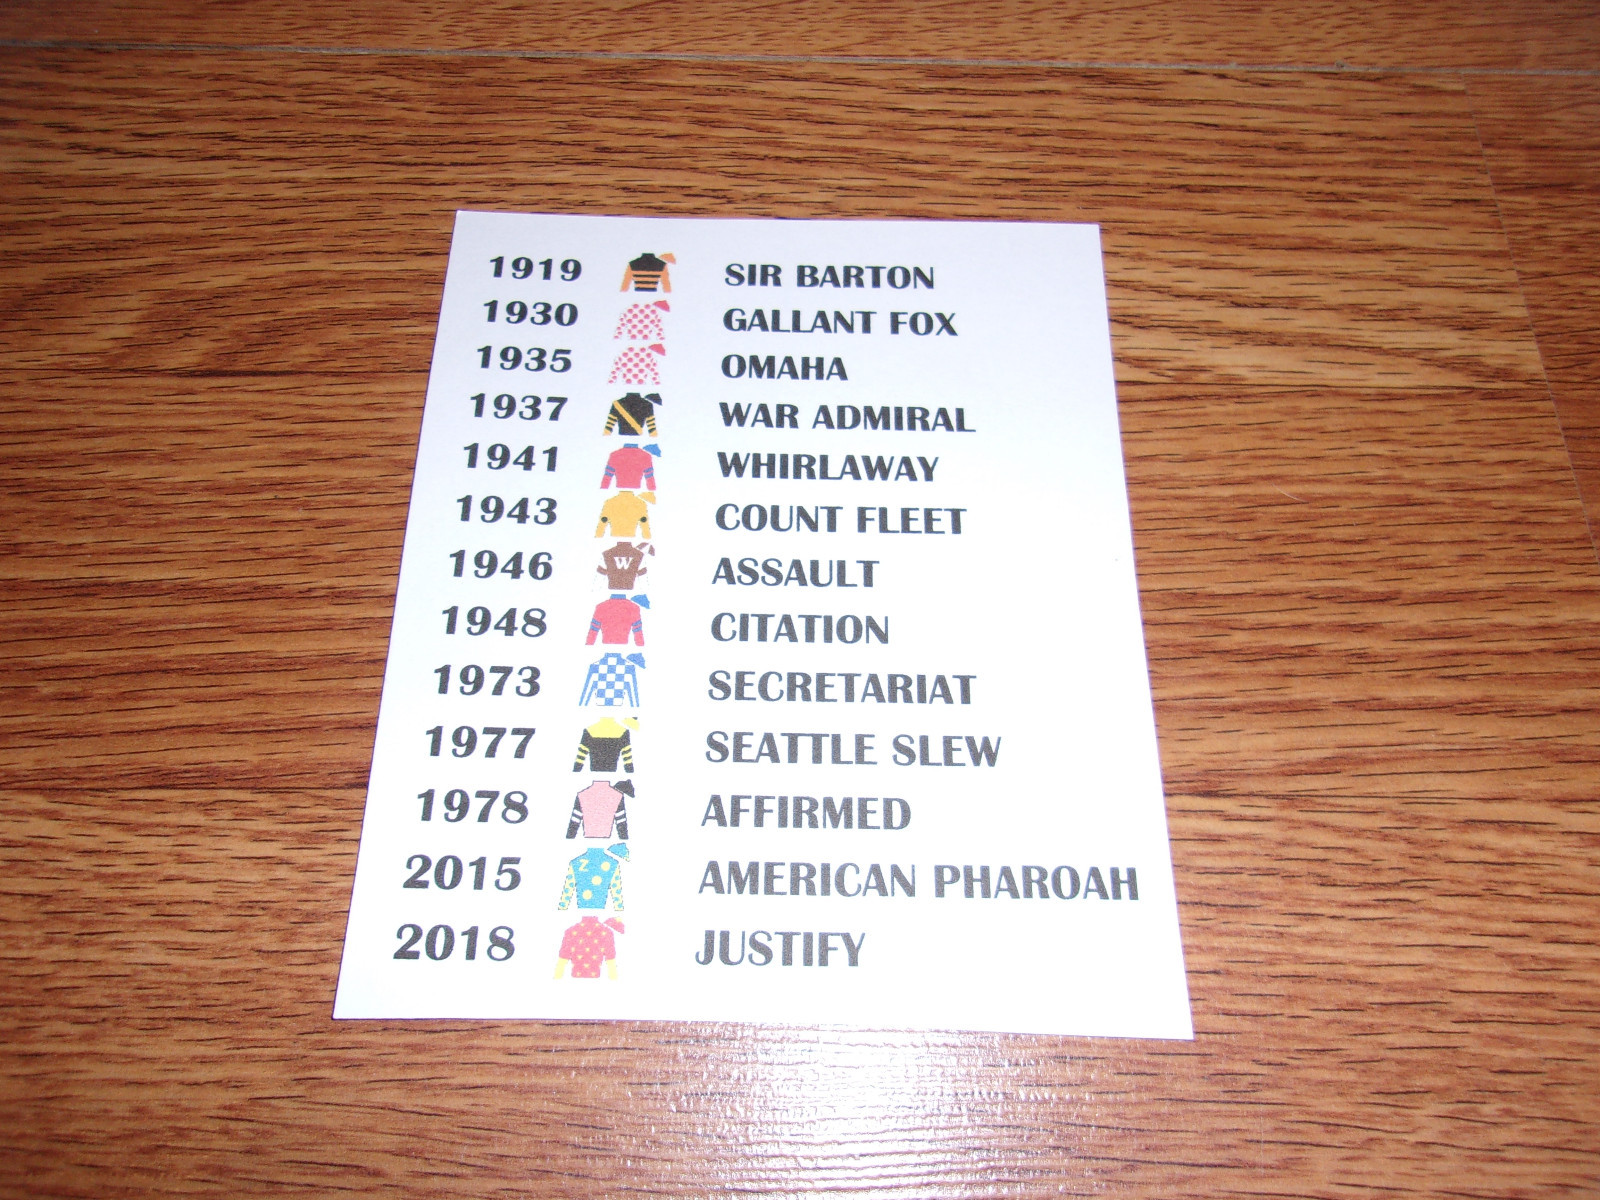 1919 SIR BARTON
1930 GALLANT FOX
1935 OMAHA
1937 WAR ADMIRAL
1941 WHIRLAWAY
1943 COUNT FLEET
1946 W ASSAULT
1948 CITATION
1973 SECRETARIAT
1977 SEATTLE SLEW
1978 AFFIRMED
2015 Z AMERICAN PHAROAH
2018 JUSTIFY